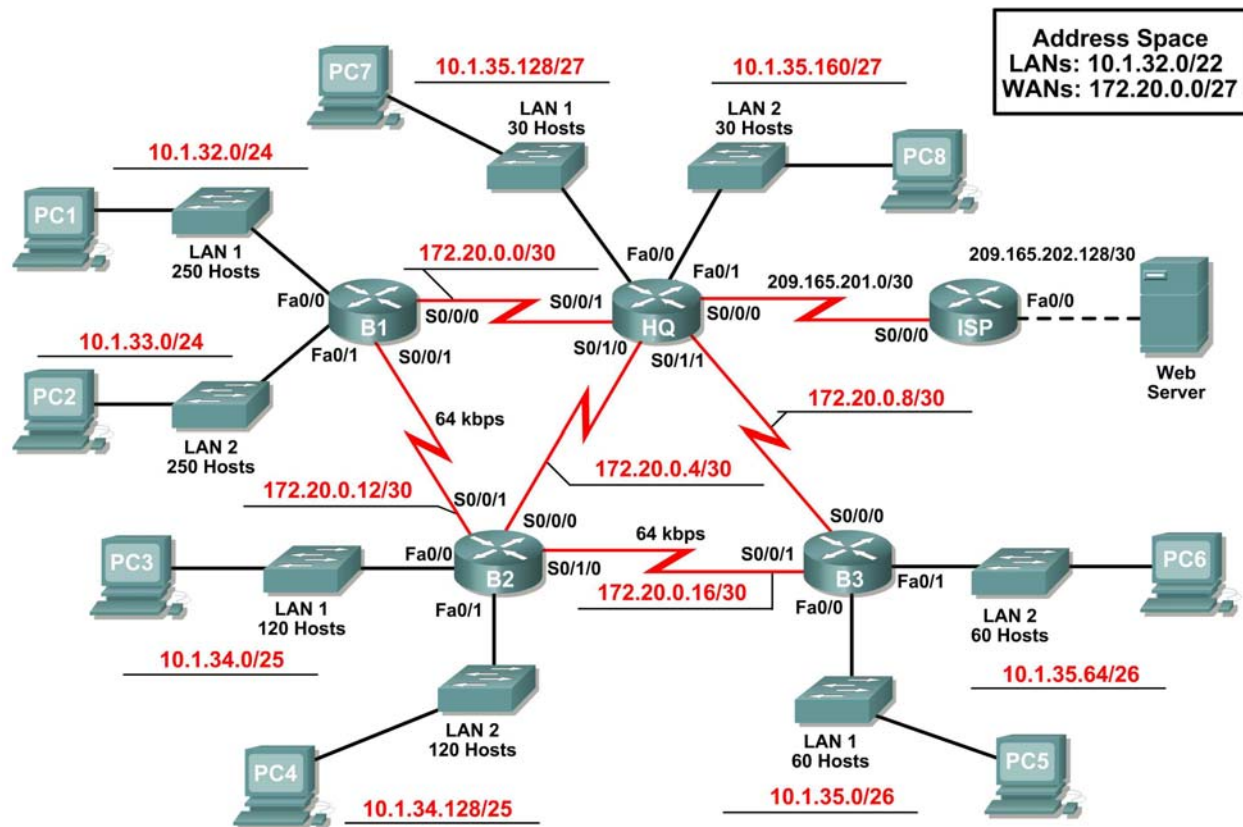 Address Space
LANs: 10.1.32.0/22
WANs: 172.20.0.0/27
PC7
10.1.35.128/27
10.1.35.160/27
LAN 1
30 Hosts
LAN 2
30 Hosts
PC8
10.1.32.0/24
PC1
LAN 1
250 Hosts
172.20.0.0/30
Fa0/0
Fa0/1
209.165.201.0/30
209.165.202.128/30
Fa0/0
Fa0/0
B1
S0/0/0
S0/0/1
HQ
S0/0/0
S0/0/0
ISP
Web
Server
10.1.33.0/24
Fa0/1
S0/0/1
S0/1/0
S0/1/1
PC2
LAN 2
250 Hosts
64 kbps
172.20.0.8/30
172.20.0.4/30
172.20.0.12/30
S0/0/1
S0/0/0
S0/0/0
PC3
LAN 1
120 Hosts
Fa0/0
B2
S0/1/0
Fa0/1
64 kbps
172.20.0.16/30
S0/0/1
B3
Fa0/1
Fa0/0
LAN 2
60 Hosts
PC6
10.1.34.0/25
10.1.35.64/26
PC4
LAN 2
120 Hosts
10.1.34.128/25
LAN 1
60 Hosts
PC5
10.1.35.0/26